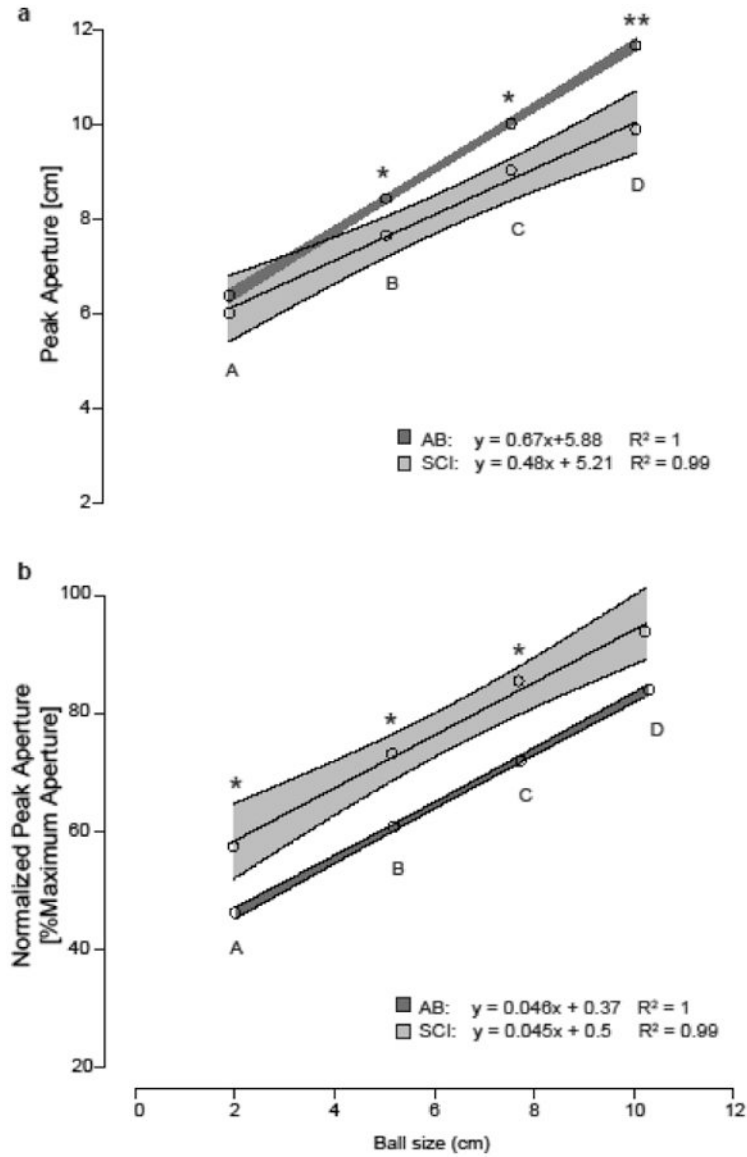 a
12
10
8
6
4
2
Peak Aperture [cm]
*
*
**
A
B
C
D
AB: y = 0.67x+5.88 R² = 1
SCI: y = 0.48x + 5.21 R² = 0.99
b
100
80
60
40
20
Normalized Peak Aperture
[%Maximum Aperture]
*
*
*
A
B
C
D
AB: y = 0.046x + 0.37 R² = 1
SCI: y = 0.045x + 0.5 R² = 0.99
0 2 4 6 8 10 12
Ball size (cm)